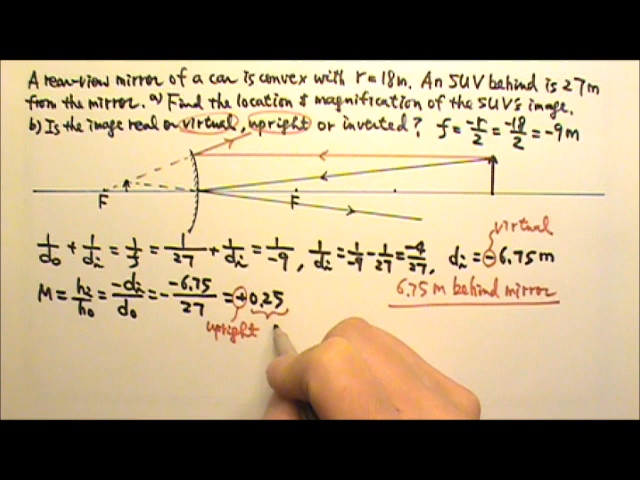 A rear-view mirror of a car is convex with r = 18m. An SUV behind is 27m
from the mirror. a) Find the location & magnification of the SUV's image.
b) Is the image real or virtual, upright or inverted? f = -r/2 = -18/2 = -9m
F F
virtual
1/do + 1/di = 1/f = 1/27 + 1/di = 1/-9, 1/di = 1/-9 - 1/27 = -4/27, di = -6.75m
6.75m behind mirror
M = hi/ho = -di/do = - -6.75/27 = +0.25
upright